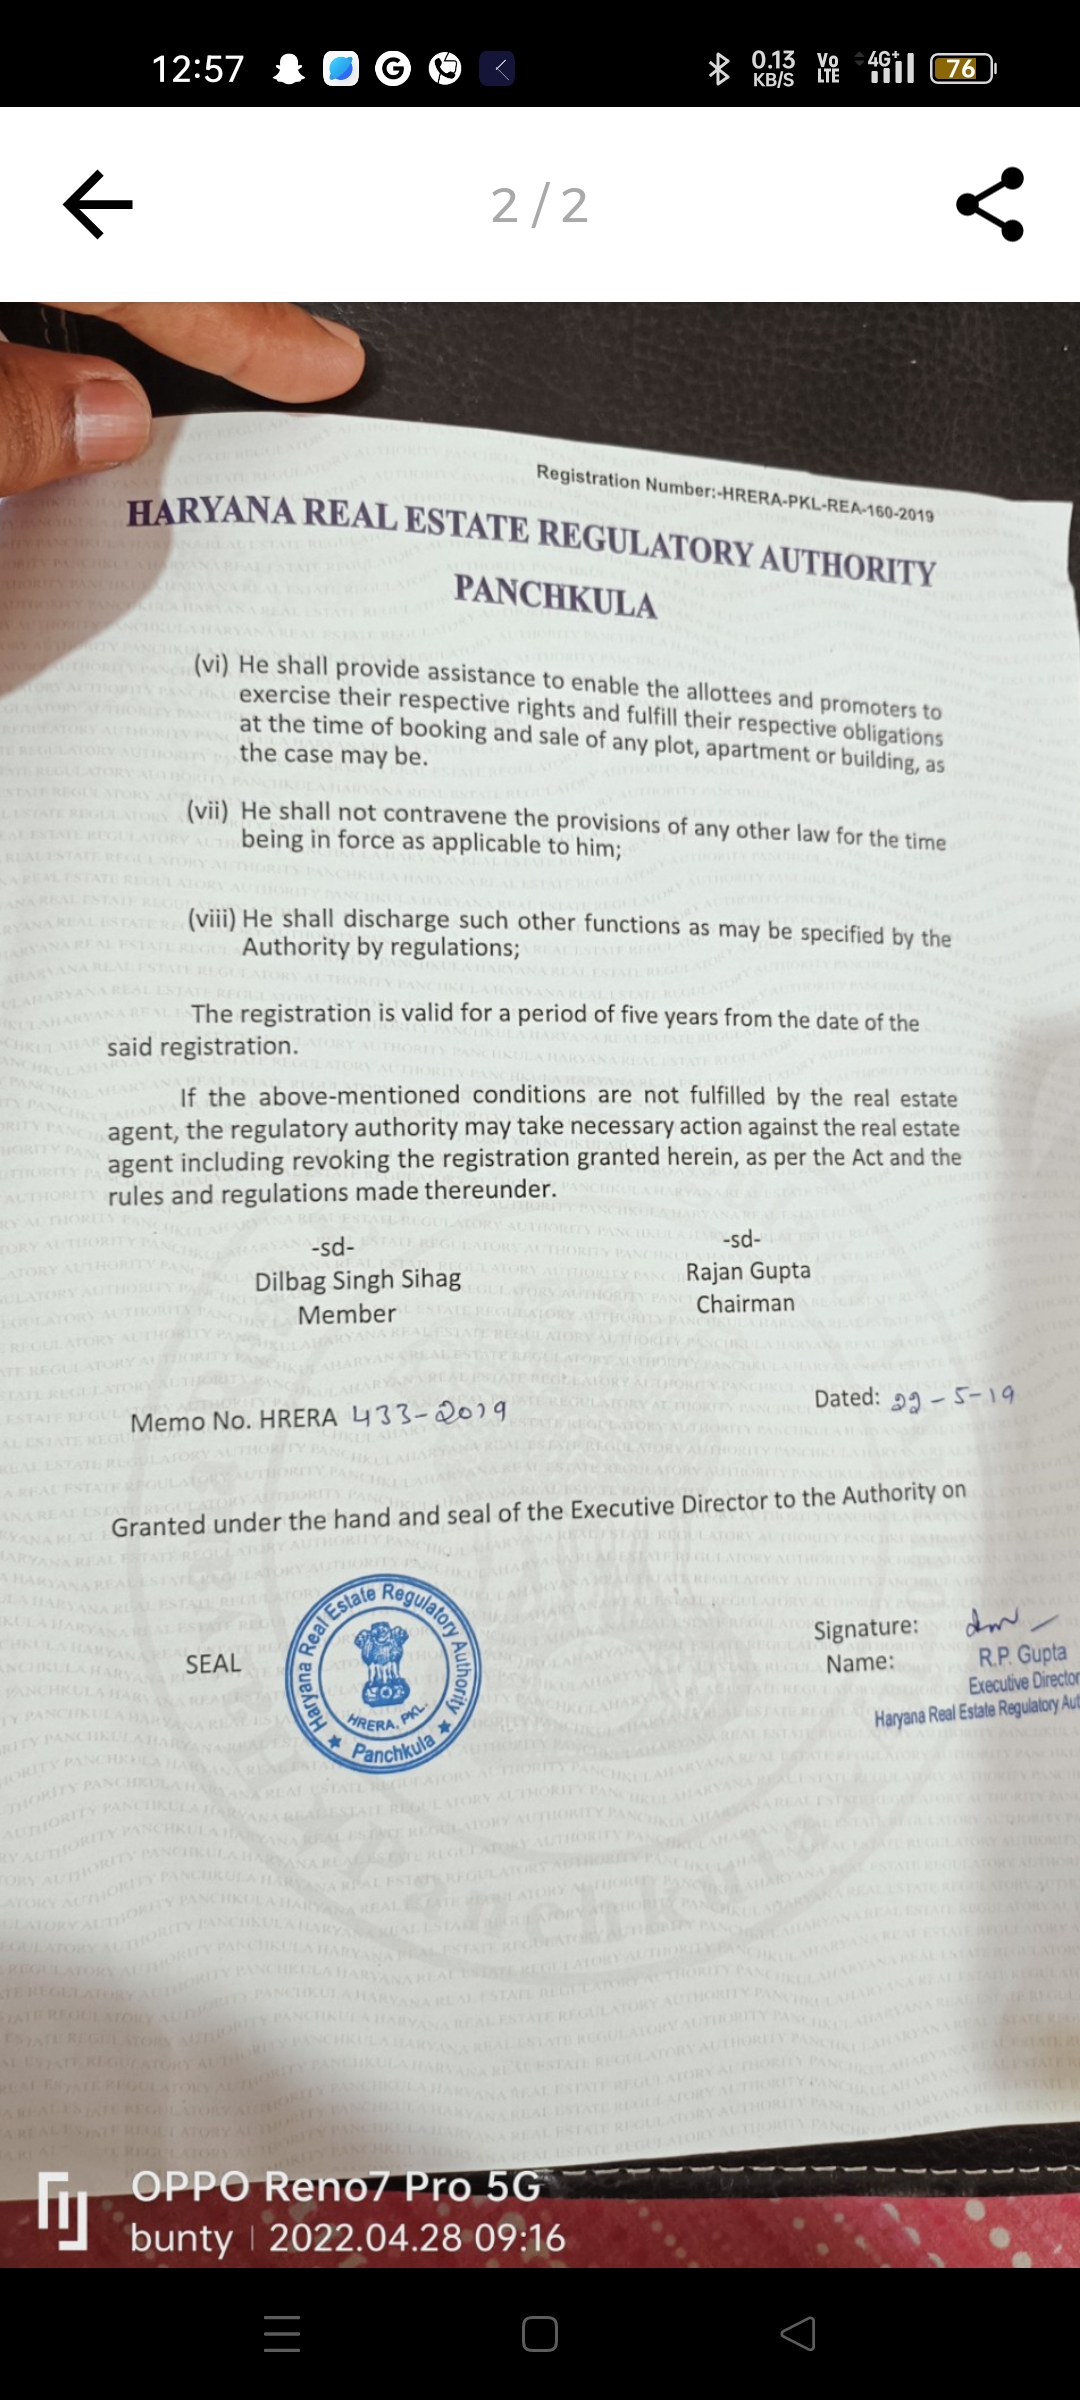 12:57
0.13 KB/S
Vo LTE
4G+
76
2 / 2
Registration Number:-HRERA-PKL-REA-160-2019
HARYANA REAL ESTATE REGULATORY AUTHORITY
PANCHKULA
(vi) He shall provide assistance to enable the allottees and promoters to
exercise their respective rights and fulfill their respective obligations
at the time of booking and sale of any plot, apartment or building, as
the case may be.
(vii) He shall not contravene the provisions of any other law for the time
being in force as applicable to him;
(viii) He shall discharge such other functions as may be specified by the
Authority by regulations;
The registration is valid for a period of five years from the date of the
said registration.
If the above-mentioned conditions are not fulfilled by the real estate
agent, the regulatory authority may take necessary action against the real estate
agent including revoking the registration granted herein, as per the Act and the
rules and regulations made thereunder.
-sd-
Dilbag Singh Sihag
Member
-sd-
Rajan Gupta
Chairman
Memo No. HRERA 433-2019
Dated: 22-5-19
Granted under the hand and seal of the Executive Director to the Authority on
SEAL
Haryana Real Estate Regulatory Authority
HRERA, PKL.
Panchkula
Signature:
Name:
R.P. Gupta
Executive Director
Haryana Real Estate Regulatory Aut
OPPO Reno7 Pro 5G
bunty | 2022.04.28 09:16